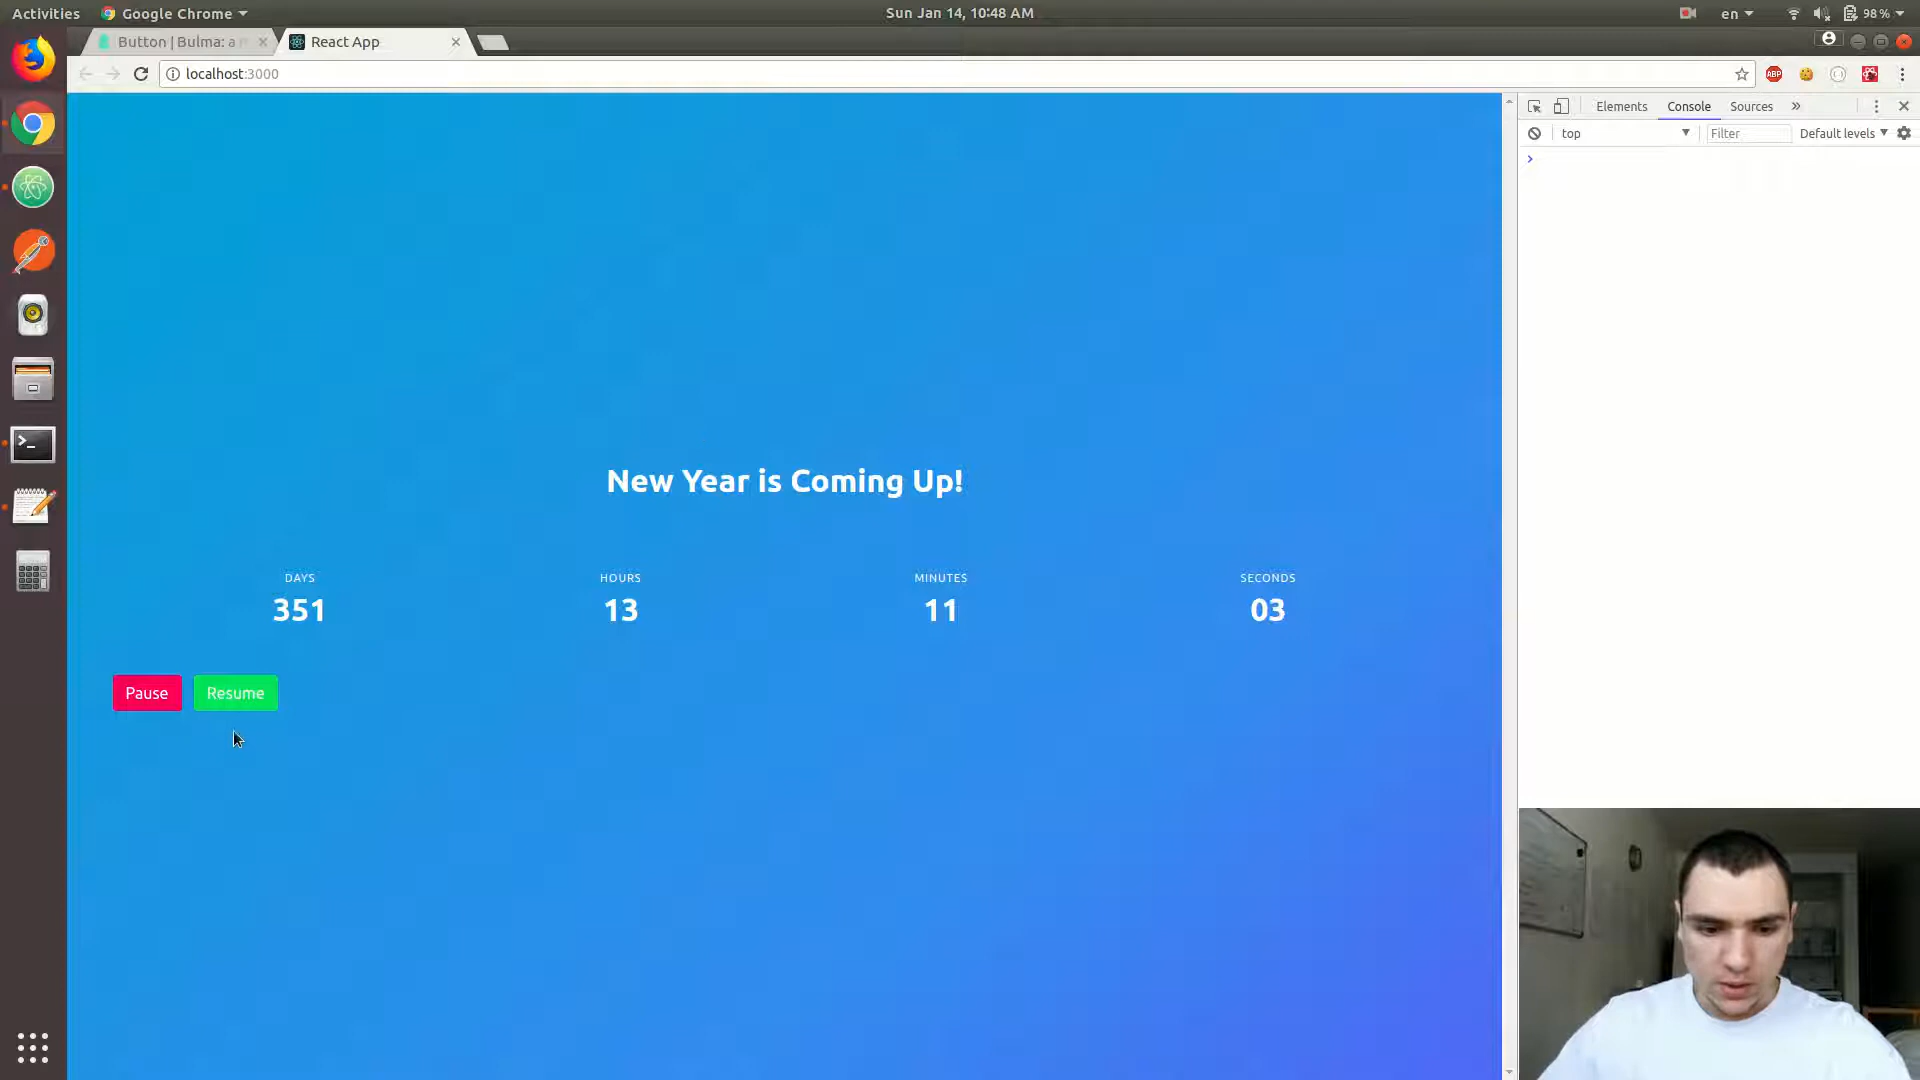 Activities Google Chrome Sun Jan 14, 10:48 AM en 98%
Button | Bulma: a React App
localhost:3000
Elements Console Sources »
top Filter Default levels
New Year is Coming Up!
DAYS HOURS MINUTES SECONDS
351 13 11 03
Pause Resume
ABP